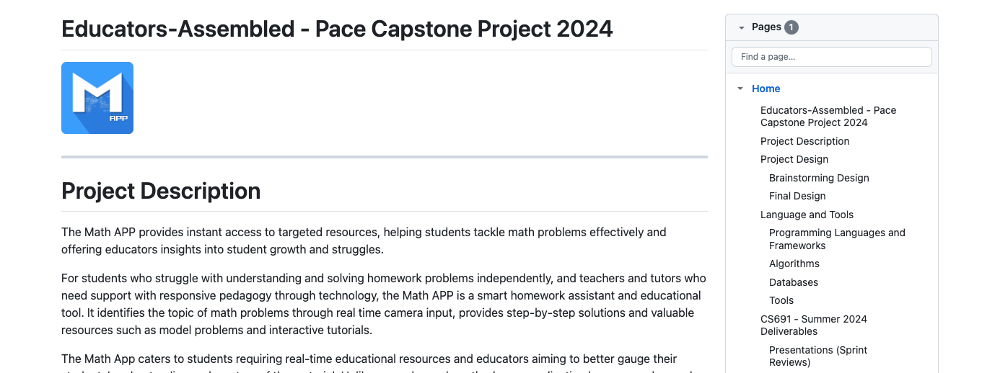 Educators-Assembled - Pace Capstone Project 2024
M
APP
Project Description
The Math APP provides instant access to targeted resources, helping students tackle math problems effectively and
offering educators insights into student growth and struggles.
For students who struggle with understanding and solving homework problems independently, and teachers and tutors who
need support with responsive pedagogy through technology, the Math APP is a smart homework assistant and educational
tool. It identifies the topic of math problems through real time camera input, provides step-by-step solutions and valuable
resources such as model problems and interactive tutorials.
The Math App caters to students requiring real-time educational resources and educators aiming to better gauge their
Pages 1
Find a page...
Home
Educators-Assembled - Pace
Capstone Project 2024
Project Description
Project Design
Brainstorming Design
Final Design
Language and Tools
Programming Languages and
Frameworks
Algorithms
Databases
Tools
CS691 - Summer 2024
Deliverables
Presentations (Sprint
Reviews)